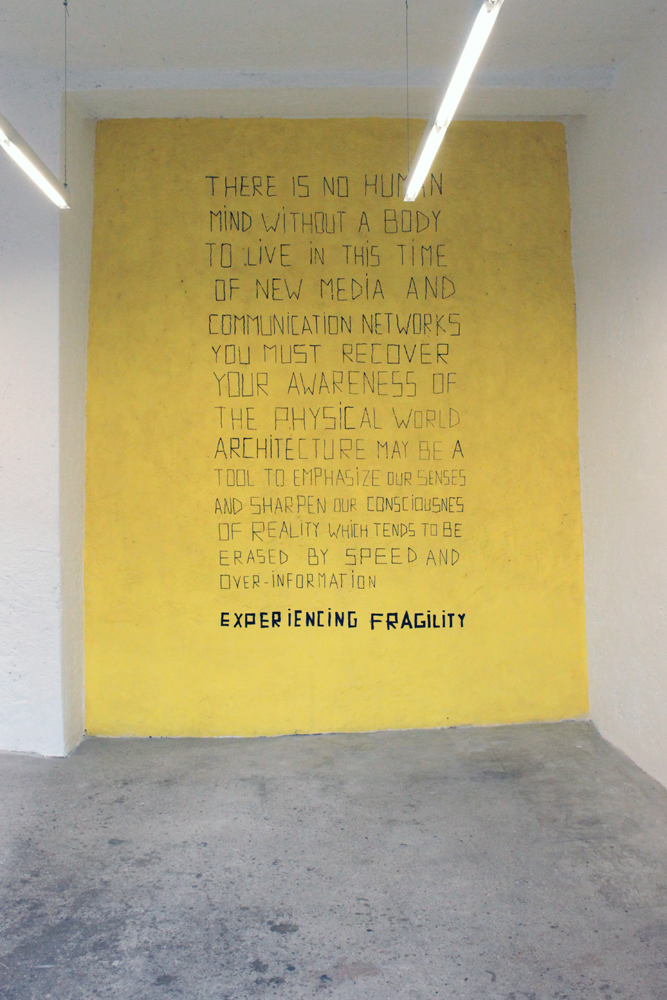 THERE IS NO HUMAN
MIND WITHOUT A BODY
TO LIVE IN THIS TIME
OF NEW MEDIA AND
COMMUNICATION NETWORKS
YOU MUST RECOVER
YOUR AWARENESS OF
THE PHYSICAL WORLD
ARCHITECTURE MAY BE A
TOOL TO EMPHASIZE OUR SENSES
AND SHARPEN OUR CONSCIOUSNES
OF REALITY WHICH TENDS TO BE
ERASED BY SPEED AND
OVER-INFORMATION
EXPERIENCING FRAGILITY